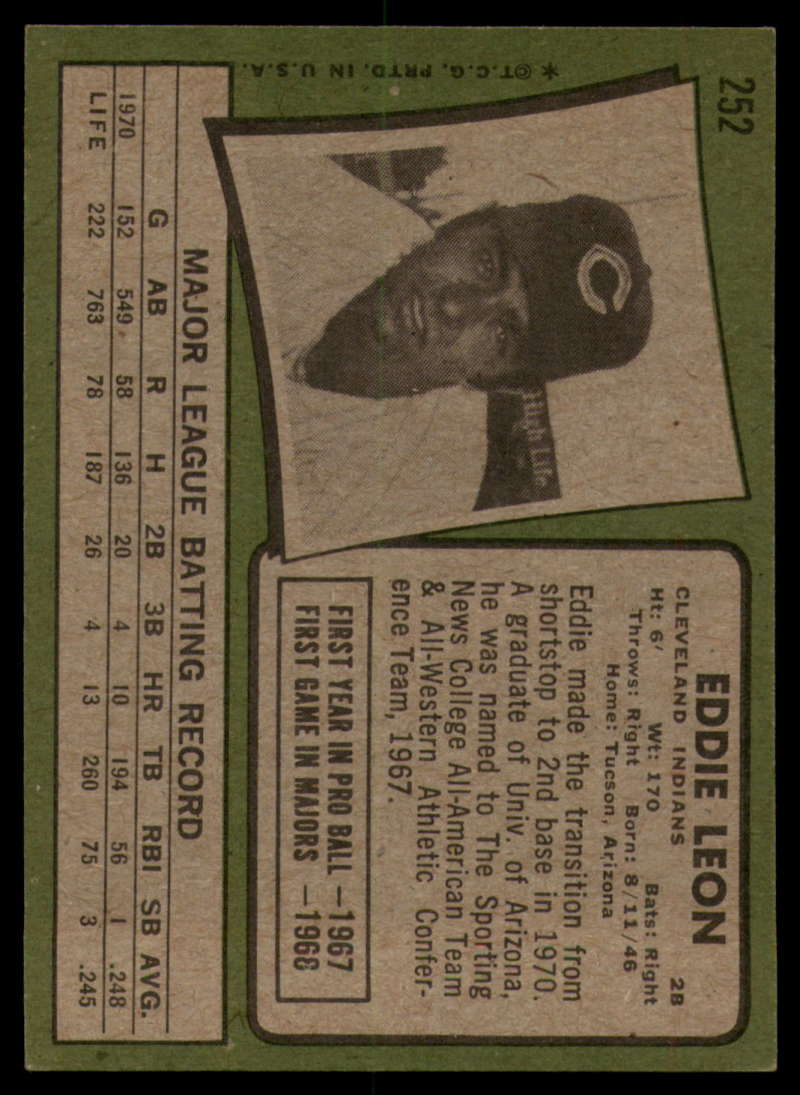 252
* ©T.C.G. PRTD. IN U.S.A.
C
High Life
EDDIE LEON
CLEVELAND INDIANS 2B
Ht: 6' Wt: 170 Bats: Right
Throws: Right Born: 8/11/46
Home: Tucson, Arizona
Eddie made the transition from
shortstop to 2nd base in 1970.
A graduate of Univ. of Arizona,
he was named to The Sporting
News College All-American Team
& All-Western Athletic Confer-
ence Team, 1967.
FIRST YEAR IN PRO BALL —1967
FIRST GAME IN MAJORS —1968
MAJOR LEAGUE BATTING RECORD
G AB R H 2B 3B HR TB RBI SB AVG.
1970 152 549 58 136 20 4 10 194 56 1 .248
LIFE 222 763 78 187 26 4 13 260 75 3 .245